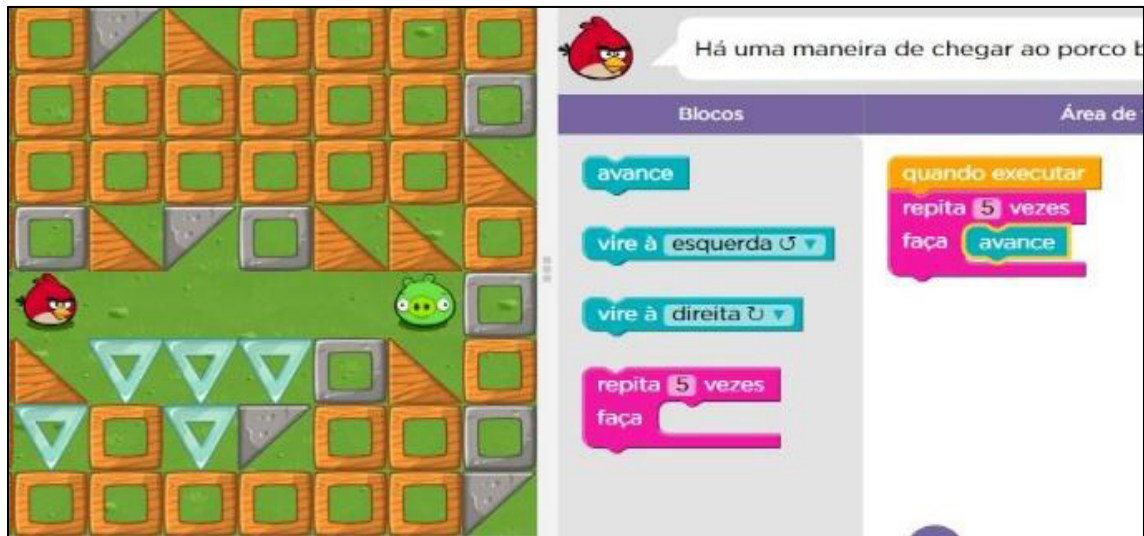 Há uma maneira de chegar ao porco
Blocos
Área de
avance
vire à esquerda ↺ ▼
vire à direita ↻ ▼
repita 5 vezes
faça
quando executar
repita 5 vezes
faça avance